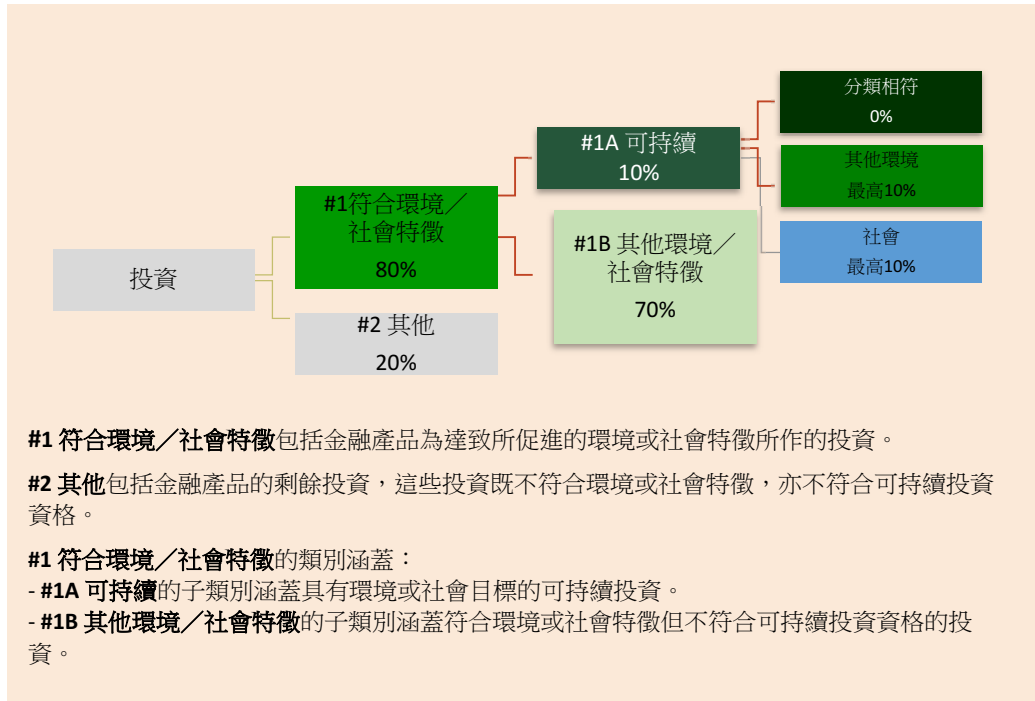 投資
#1符合環境／
社會特徵
80%
#2 其他
20%
#1A 可持續
10%
#1B 其他環境／
社會特徵
70%
分類相符
0%
其他環境
最高10%
社會
最高10%
#1 符合環境／社會特徵包括金融產品為達致所促進的環境或社會特徵所作的投資。
#2 其他包括金融產品的剩餘投資，這些投資既不符合環境或社會特徵，亦不符合可持續投資
資格。
#1 符合環境／社會特徵的類別涵蓋：
- #1A 可持續的子類別涵蓋具有環境或社會目標的可持續投資。
- #1B 其他環境／社會特徵的子類別涵蓋符合環境或社會特徵但不符合可持續投資資格的投
資。